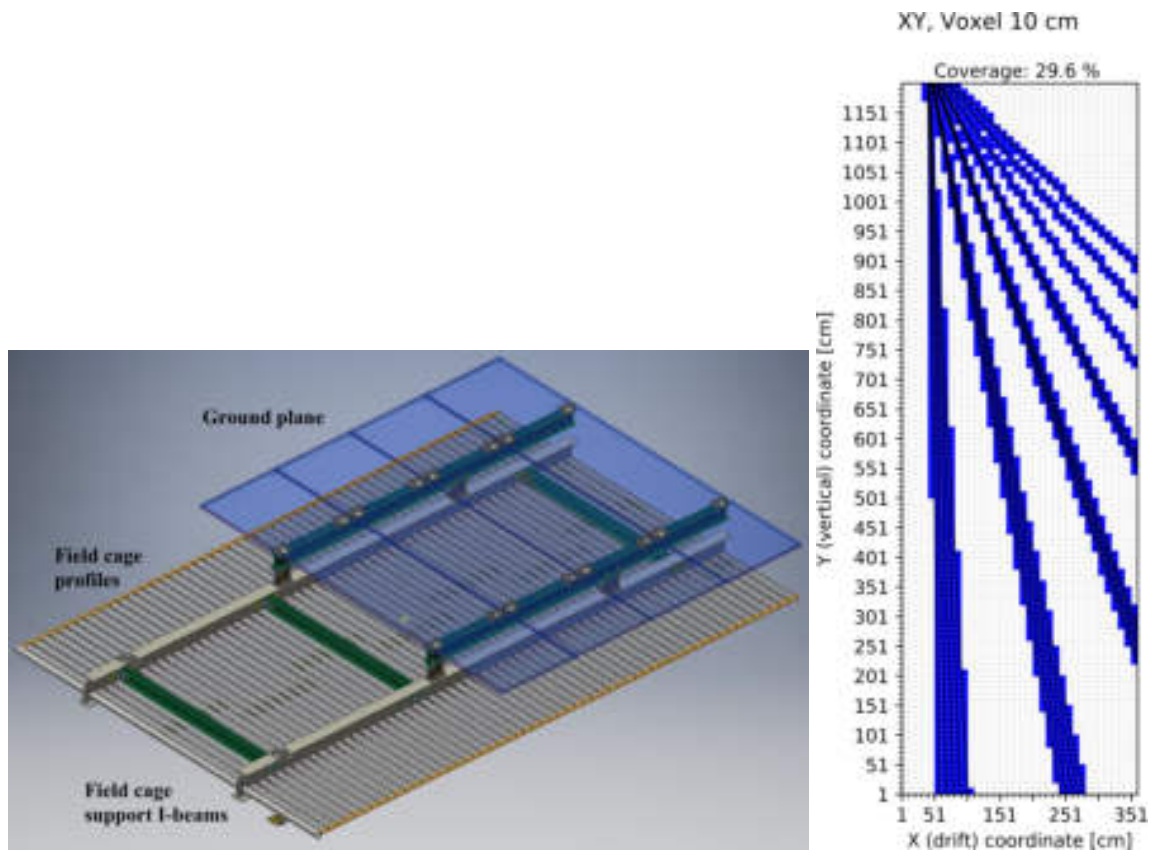 Ground plane
Field cage
profiles
Field cage
support I-beams
XY, Voxel 10 cm
Coverage: 29.6 %
Y (vertical) coordinate [cm]
1151
1101
1051
1001
951
901
851
801
751
701
651
601
551
501
451
401
351
301
251
201
151
101
51
1
1 51 151 251 351
X (drift) coordinate [cm]